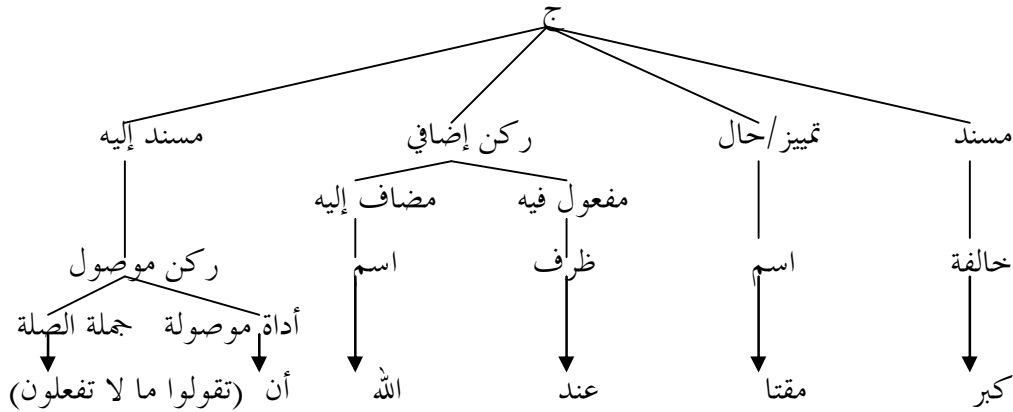 ج
مسند تمييز/حال ركن إضافي مسند إليه
مفعول فيه مضاف إليه
خالفة اسم ظرف اسم ركن موصول
أداة موصولة جملة الصلة
كبر مقتا عند الله أن (تقولوا ما لا تفعلون)